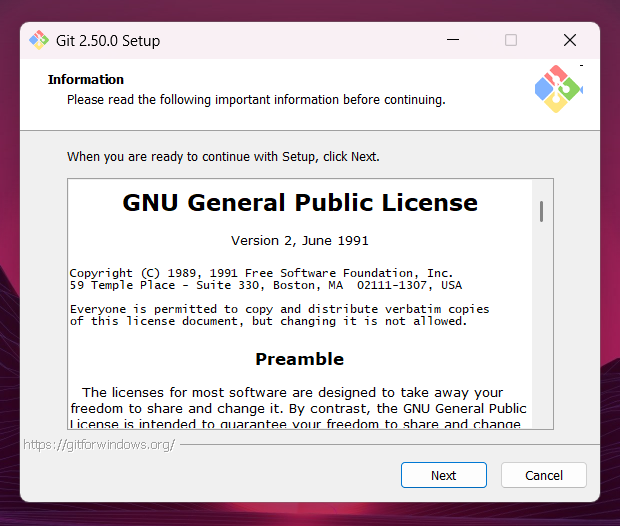 Git 2.50.0 Setup
Information
Please read the following important information before continuing.
When you are ready to continue with Setup, click Next.
GNU General Public License
Version 2, June 1991
Copyright (C) 1989, 1991 Free Software Foundation, Inc.
59 Temple Place - Suite 330, Boston, MA  02111-1307, USA
Everyone is permitted to copy and distribute verbatim copies
of this license document, but changing it is not allowed.
Preamble
The licenses for most software are designed to take away your
freedom to share and change it. By contrast, the GNU General Public
License is intended to guarantee your freedom to share and change
https://gitforwindows.org/
Next
Cancel